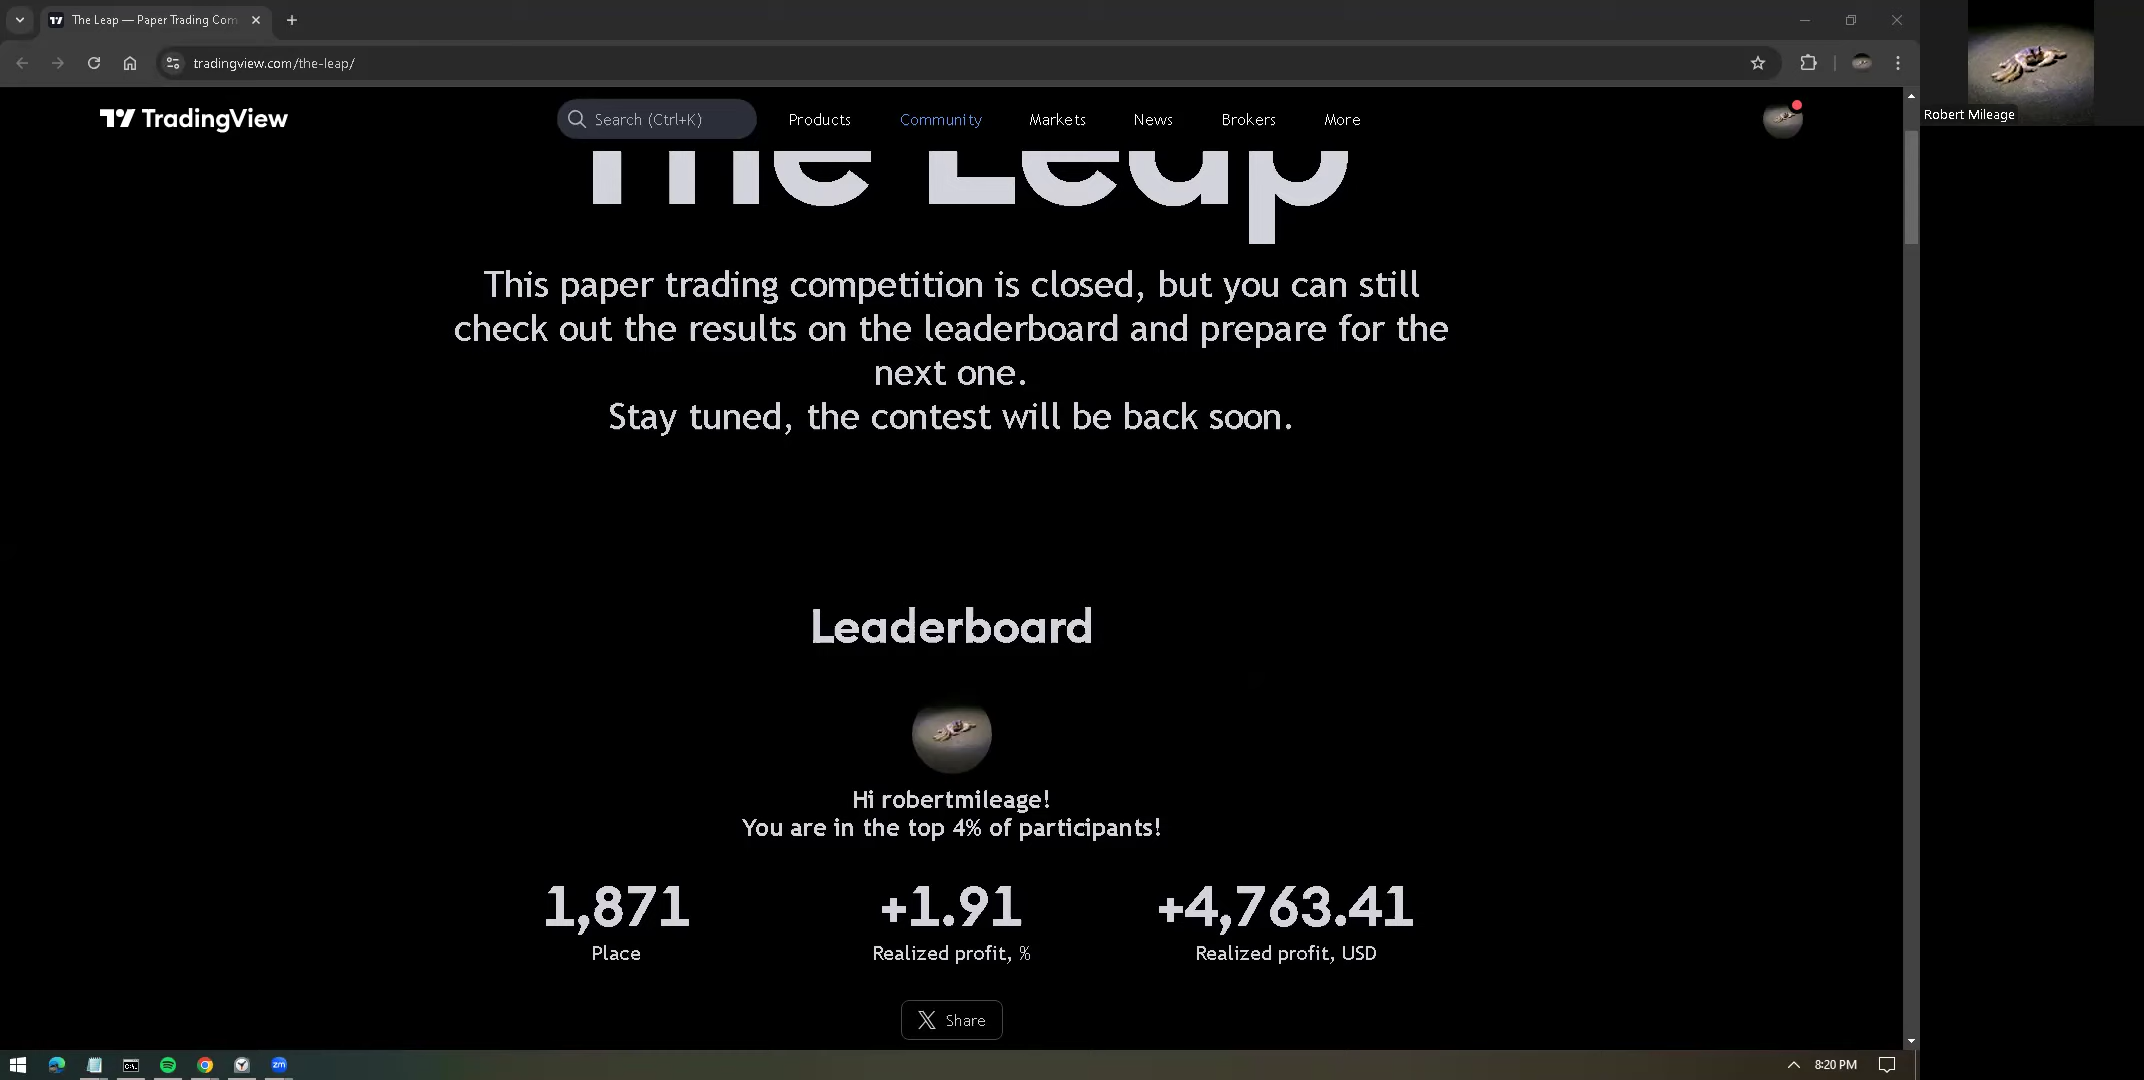 The Leap — Paper Trading Com
tradingview.com/the-leap/
Robert Mileage
TradingView
Search (Ctrl+K)
Products
Community
Markets
News
Brokers
More
The Leap
This paper trading competition is closed, but you can still
check out the results on the leaderboard and prepare for the
next one.
Stay tuned, the contest will be back soon.
Leaderboard
Hi robertmileage!
You are in the top 4% of participants!
1,871
+1.91
+4,763.41
Place
Realized profit, %
Realized profit, USD
Share
zm
8:20 PM